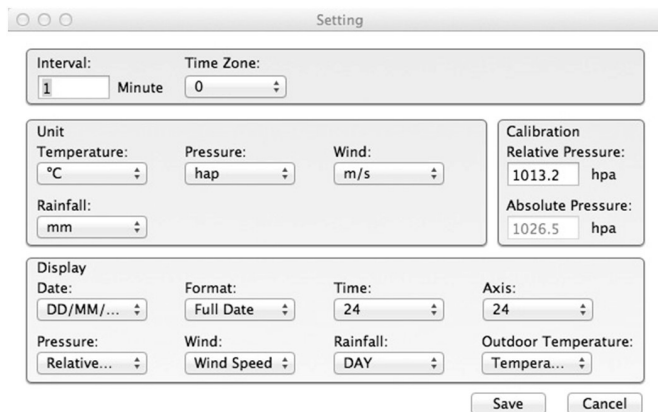 Setting
Interval: Time Zone:
1 Minute 0
Unit
Temperature: Pressure: Wind:
°C hap m/s
Rainfall:
mm
Calibration
Relative Pressure:
1013.2 hpa
Absolute Pressure:
1026.5 hpa
Display
Date: Format: Time: Axis:
DD/MM/... Full Date 24 24
Pressure: Wind: Rainfall: Outdoor Temperature:
Relative... Wind Speed DAY Tempera...
Save Cancel